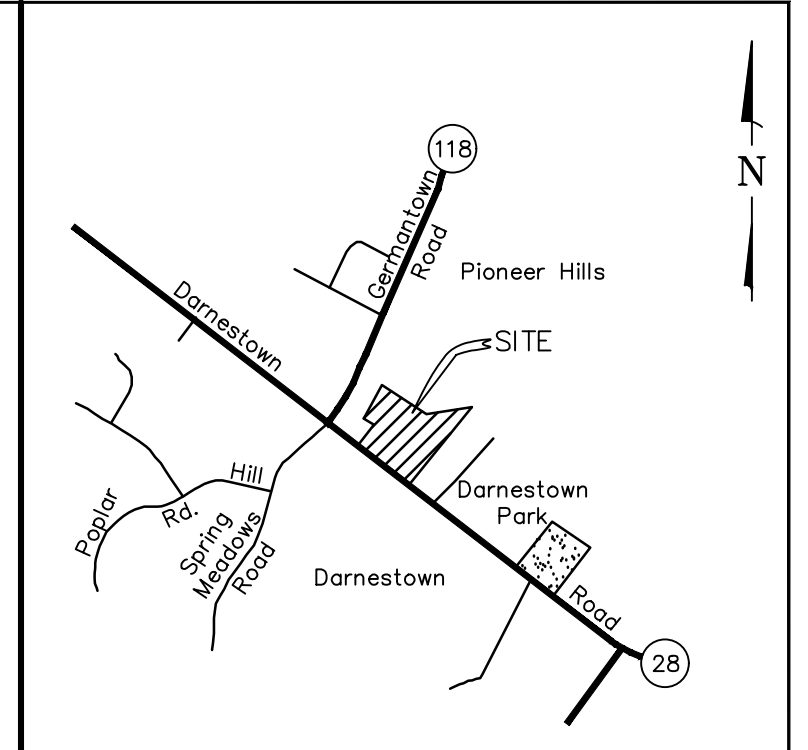 118
N
Germantown
Road
Pioneer Hills
Darnestown
SITE
Hill
Darnestown
Park
Poplar
Rd.
Spring
Meadows
Road
Darnestown
Road
28